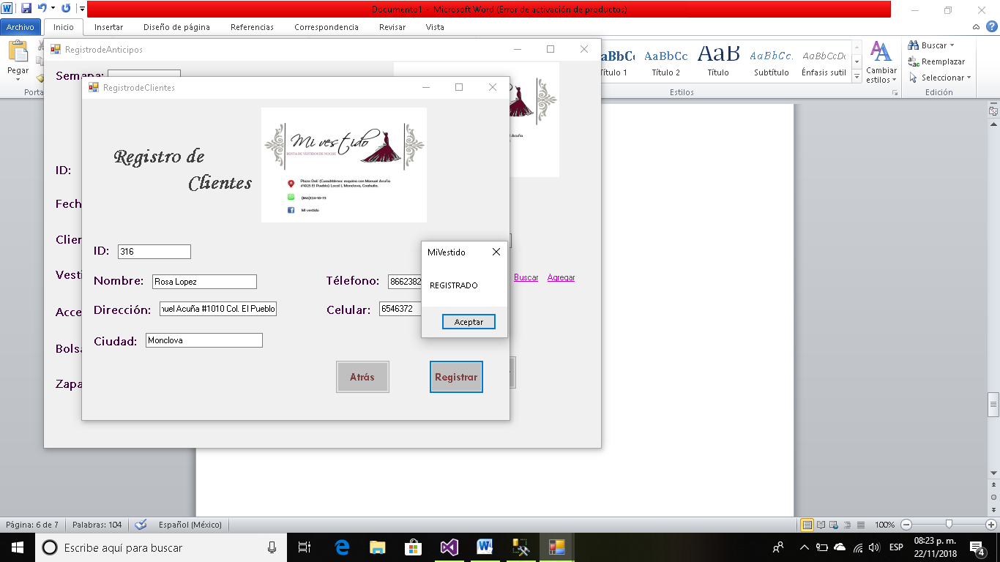 Documento1 - Microsoft Word (Error de activación de productos)
Archivo Inicio Insertar Diseño de página Referencias Correspondencia Revisar Vista
Pegar
AaBbCc AaBbCc AaB AaBbCc. AaBbCcDc
Título 1 Título 2 Título Subtítulo Énfasis sutil
Cambiar estilos
Buscar
Reemplazar
Seleccionar
Porta
Estilos
Edición
RegistrodeAnticipos
Semana:
ID:
Fech
Clien
Vesti
Acce
Bolsa
Zapa
Buscar Agregar
RegistrodeClientes
Registro de
Clientes
Mi vestido
RENTA DE VESTIDOS DE NOCHE
Plaza Dalí (Cuauhtémoc esquina con Manuel Acuña
#1025 El Pueblo) Local 1, Monclova, Coahuila.
(866)124-10-73
Mi vestido
ID: 316
Nombre: Rosa Lopez
Télefono: 8662382
Dirección: nuel Acuña #1010 Col. El Pueblo
Celular: 6546372
Ciudad: Monclova
Atrás Registrar
MiVestido
REGISTRADO
Aceptar
Página: 6 de 7 Palabras: 104 Español (México) 100%
Escribe aquí para buscar
ESP
08:23 p. m.
22/11/2018
4